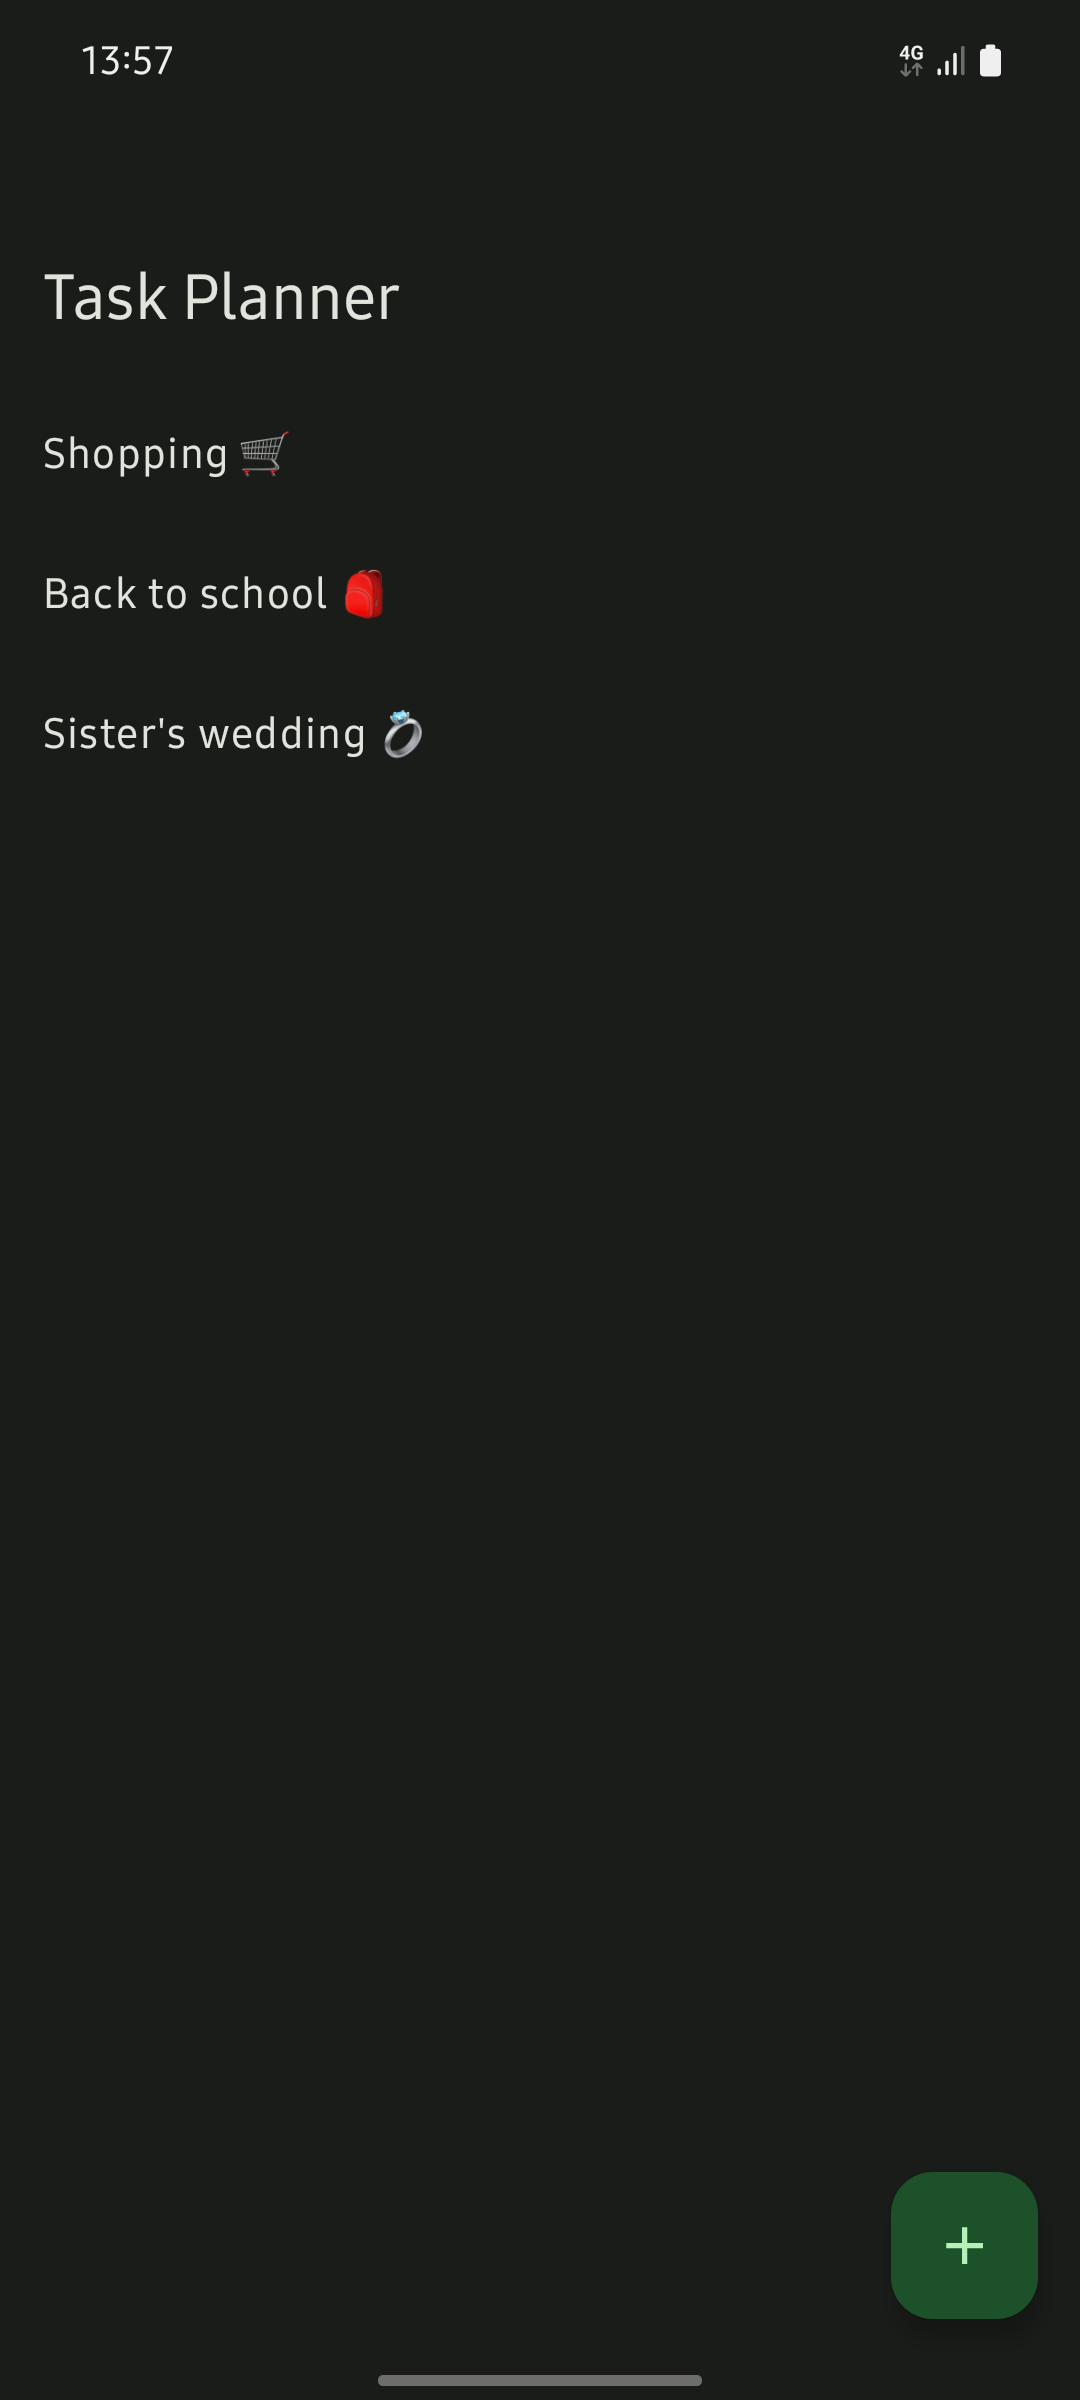 13:57
4G
Task Planner
Shopping 🛒
Back to school 🎒
Sister's wedding 💍